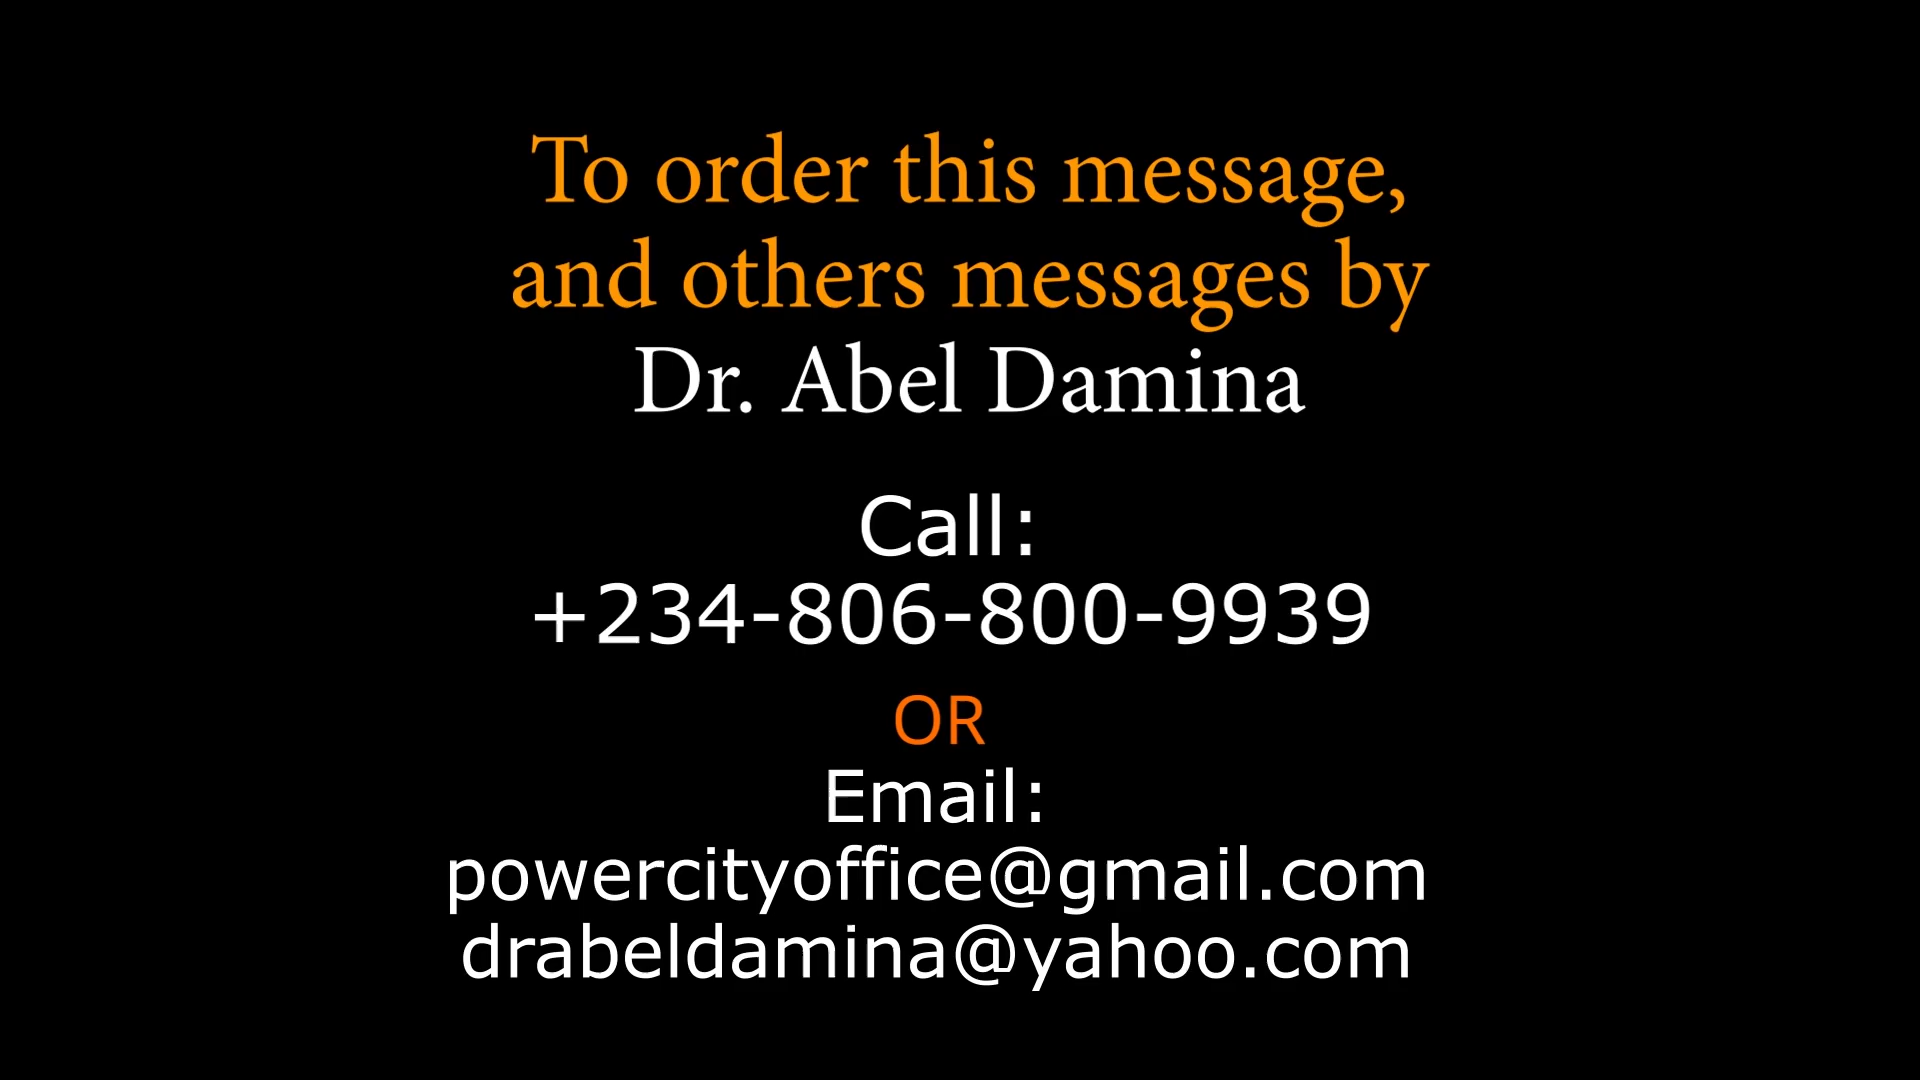 To order this message,
and others messages by
Dr. Abel Damina
Call:
+234-806-800-9939
OR
Email:
powercityoffice@gmail.com
drabeldamina@yahoo.com